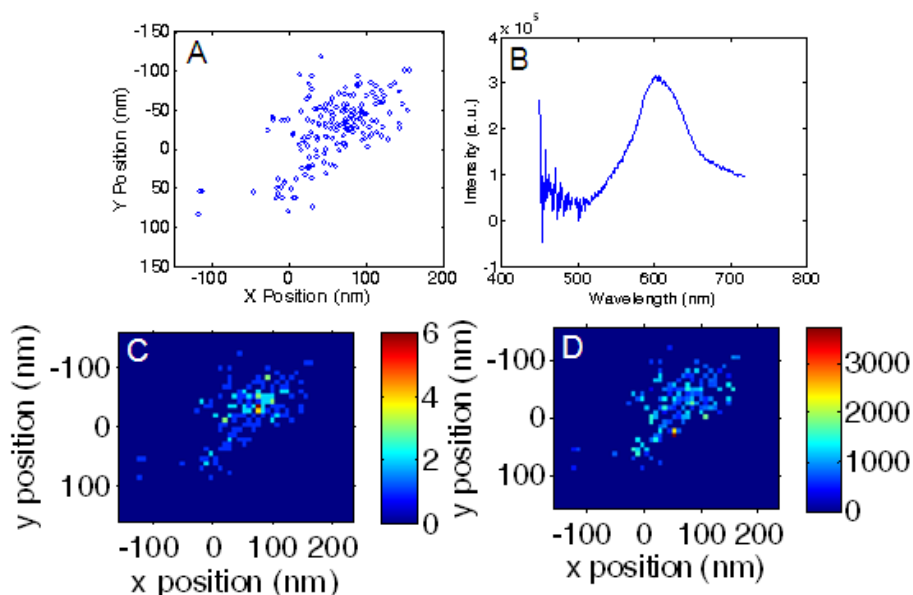 A
-150
-100
-50
0
50
100
150
Y Position (nm)
-100 0 100 200
X Position (nm)
B
x 10^5
4
3
2
1
0
-1
Intensity (a.u.)
400 500 600 700 800
Wavelength (nm)
C
-100
0
100
y position (nm)
-100 0 100 200
x position (nm)
6
4
2
0
D
-100
0
100
y position (nm)
-100 0 100 200
x position (nm)
3000
2000
1000
0